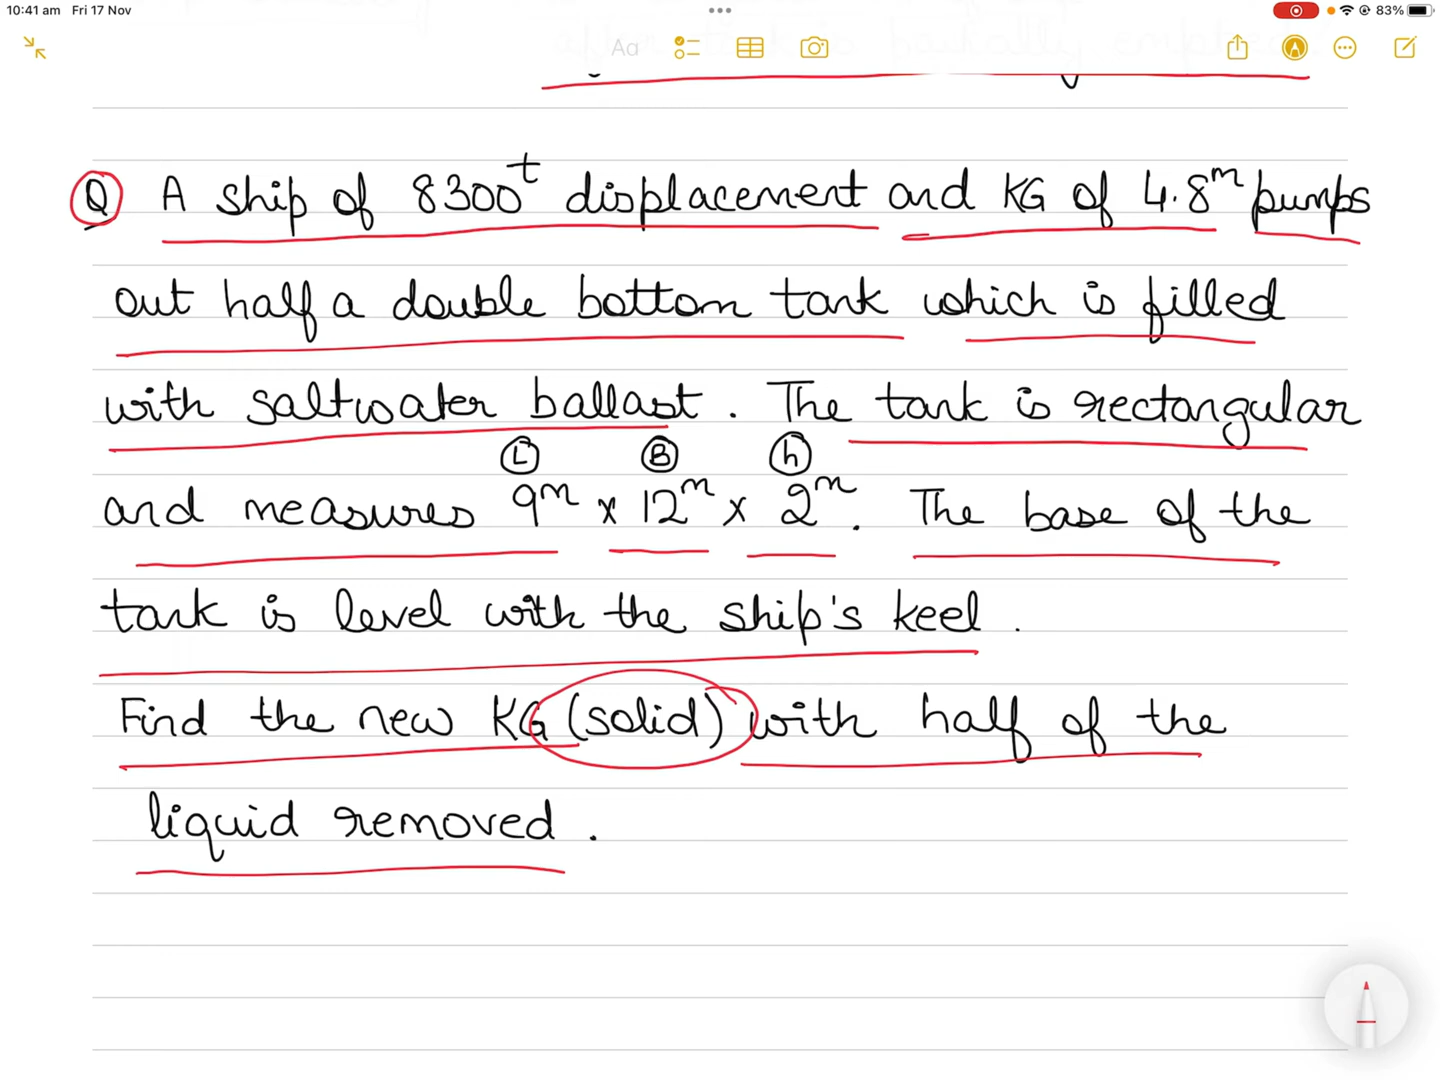 10:41 am Fri 17 Nov
83%
Aa
Q A ship of 8300t displacement and KG of 4.8m pumps
out half a double bottom tank which is filled
with saltwater ballast. The tank is rectangular
L B h
and measures 9m x 12m x 2m. The base of the
tank is level with the ship's keel.
Find the new KG (solid) with half of the
liquid removed.